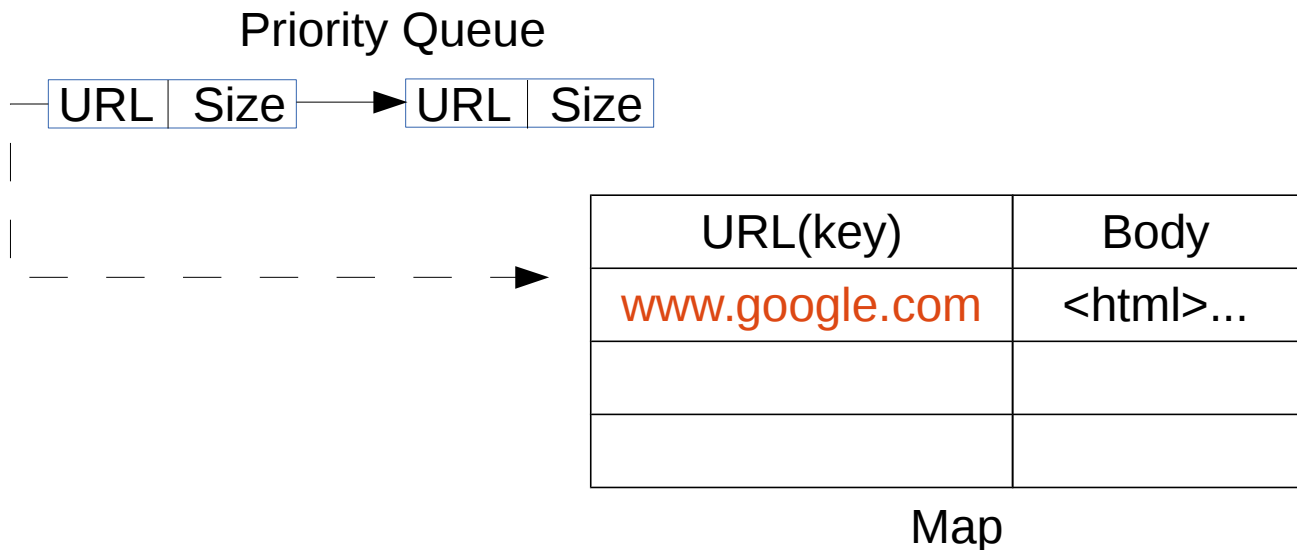 Priority Queue
URL Size URL Size
URL(key) Body
www.google.com <html>...
Map